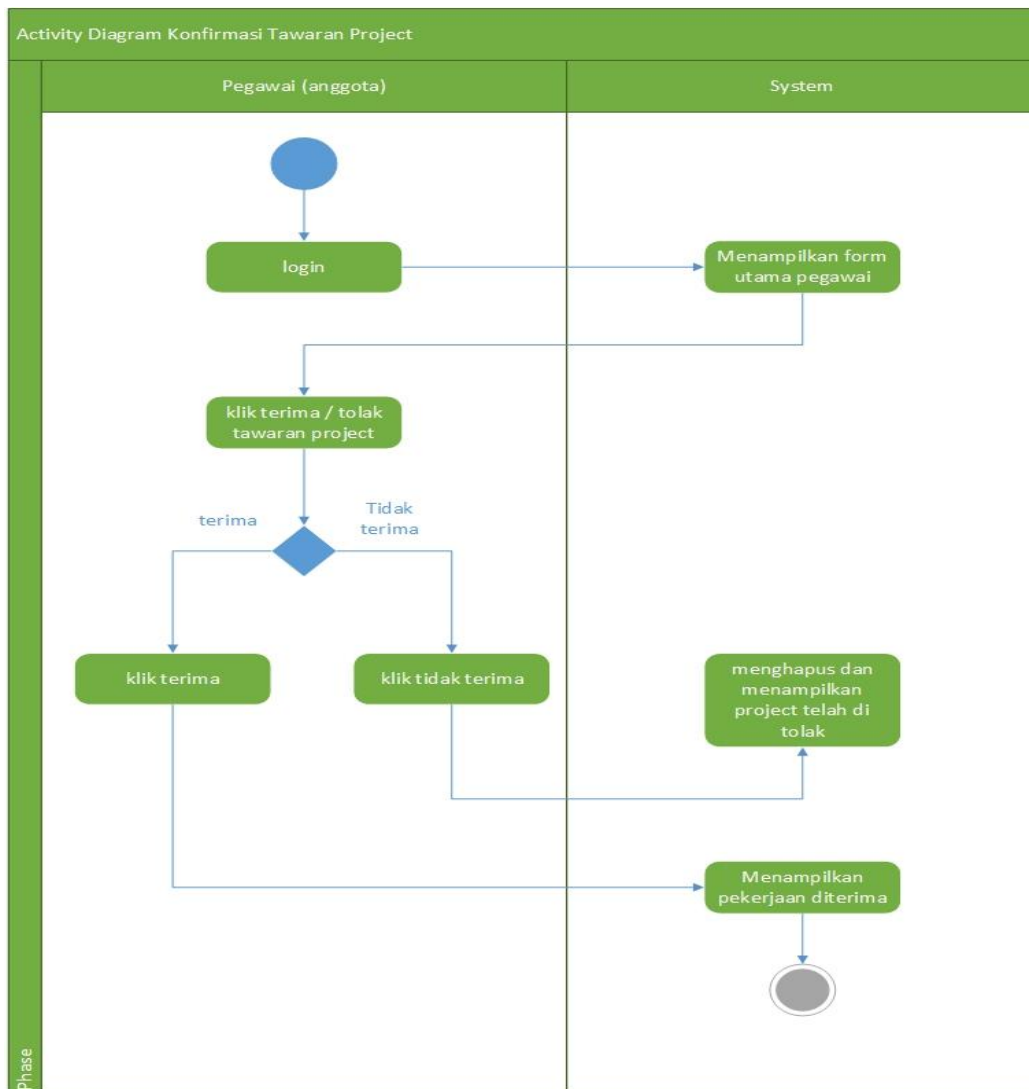 Activity Diagram Konfirmasi Tawaran Project
Pegawai (anggota)
System
login
Menampilkan form
utama pegawai
klik terima / tolak
tawaran project
terima
Tidak
terima
klik terima
klik tidak terima
menghapus dan
menampilkan
project telah di
tolak
Menampilkan
pekerjaan diterima
Phase